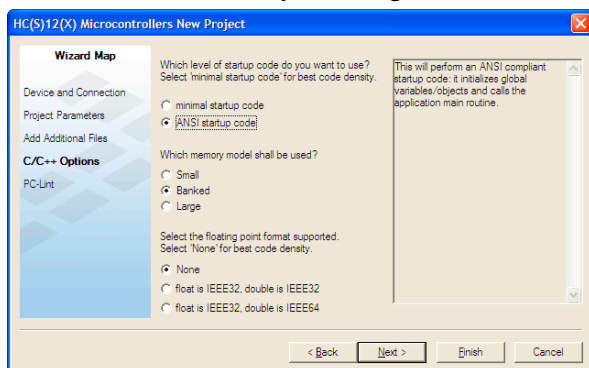 HC(S)12(X) Microcontrollers New Project
Wizard Map
Device and Connection
Project Parameters
Add Additional Files
C/C++ Options
PC-Lint
Which level of startup code do you want to use?
Select 'minimal startup code' for best code density.
minimal startup code
ANSI startup code
Which memory model shall be used?
Small
Banked
Large
Select the floating point format supported.
Select 'None' for best code density.
None
float is IEEE32, double is IEEE32
float is IEEE32, double is IEEE64
This will perform an ANSI compliant
startup code: it initializes global
variables/objects and calls the
application main routine.
< Back
Next >
Finish
Cancel